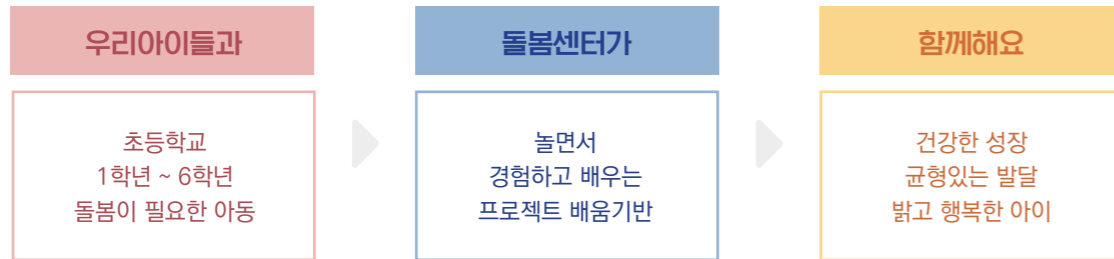 우리아이들과
초등학교
1학년 ~ 6학년
돌봄이 필요한 아동
돌봄센터가
놀면서
경험하고 배우는
프로젝트 배움기반
함께해요
건강한 성장
균형있는 발달
밝고 행복한 아이